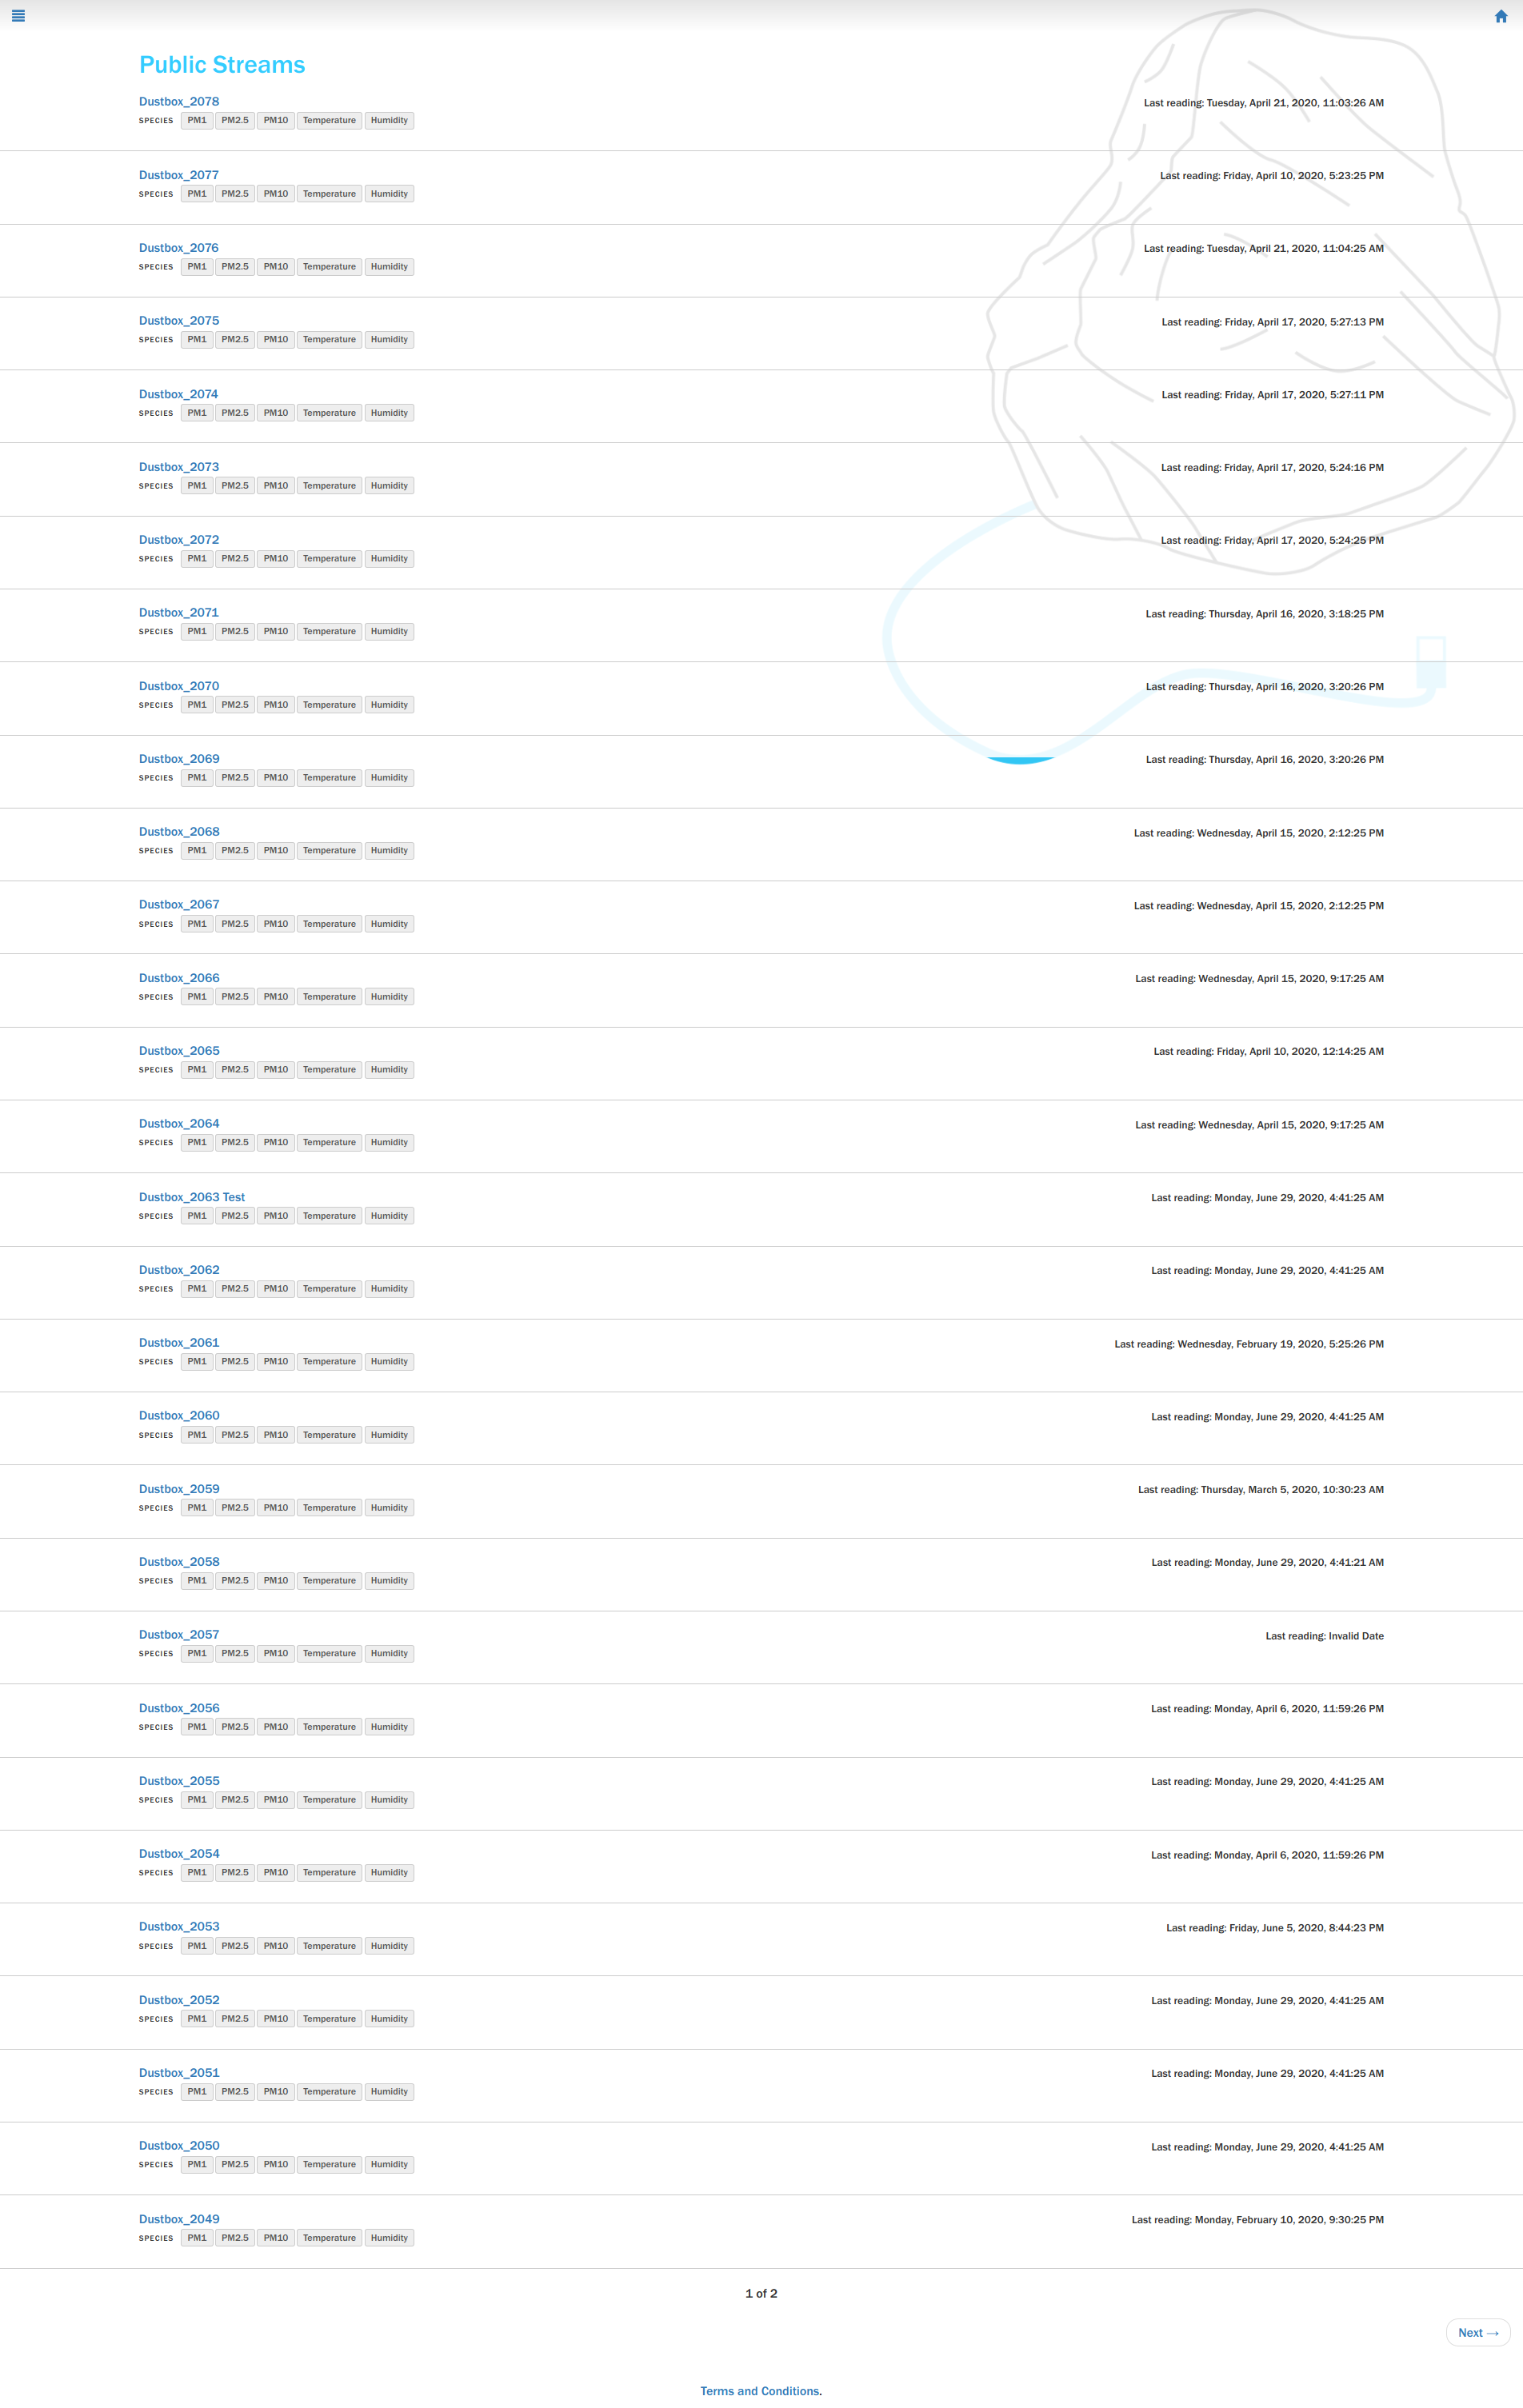 Public Streams
Dustbox_2078 Last reading: Tuesday, April 21, 2020, 11:03:26 AM
SPECIES PM1 PM2.5 PM10 Temperature Humidity
Dustbox_2077 Last reading: Friday, April 10, 2020, 5:23:25 PM
SPECIES PM1 PM2.5 PM10 Temperature Humidity
Dustbox_2076 Last reading: Tuesday, April 21, 2020, 11:04:25 AM
SPECIES PM1 PM2.5 PM10 Temperature Humidity
Dustbox_2075 Last reading: Friday, April 17, 2020, 5:27:13 PM
SPECIES PM1 PM2.5 PM10 Temperature Humidity
Dustbox_2074 Last reading: Friday, April 17, 2020, 5:27:11 PM
SPECIES PM1 PM2.5 PM10 Temperature Humidity
Dustbox_2073 Last reading: Friday, April 17, 2020, 5:24:16 PM
SPECIES PM1 PM2.5 PM10 Temperature Humidity
Dustbox_2072 Last reading: Friday, April 17, 2020, 5:24:25 PM
SPECIES PM1 PM2.5 PM10 Temperature Humidity
Dustbox_2071 Last reading: Thursday, April 16, 2020, 3:18:25 PM
SPECIES PM1 PM2.5 PM10 Temperature Humidity
Dustbox_2070 Last reading: Thursday, April 16, 2020, 3:20:26 PM
SPECIES PM1 PM2.5 PM10 Temperature Humidity
Dustbox_2069 Last reading: Thursday, April 16, 2020, 3:20:26 PM
SPECIES PM1 PM2.5 PM10 Temperature Humidity
Dustbox_2068 Last reading: Wednesday, April 15, 2020, 2:12:25 PM
SPECIES PM1 PM2.5 PM10 Temperature Humidity
Dustbox_2067 Last reading: Wednesday, April 15, 2020, 2:12:25 PM
SPECIES PM1 PM2.5 PM10 Temperature Humidity
Dustbox_2066 Last reading: Wednesday, April 15, 2020, 9:17:25 AM
SPECIES PM1 PM2.5 PM10 Temperature Humidity
Dustbox_2065 Last reading: Friday, April 10, 2020, 12:14:25 AM
SPECIES PM1 PM2.5 PM10 Temperature Humidity
Dustbox_2064 Last reading: Wednesday, April 15, 2020, 9:17:25 AM
SPECIES PM1 PM2.5 PM10 Temperature Humidity
Dustbox_2063 Test Last reading: Monday, June 29, 2020, 4:41:25 AM
SPECIES PM1 PM2.5 PM10 Temperature Humidity
Dustbox_2062 Last reading: Monday, June 29, 2020, 4:41:25 AM
SPECIES PM1 PM2.5 PM10 Temperature Humidity
Dustbox_2061 Last reading: Wednesday, February 19, 2020, 5:25:26 PM
SPECIES PM1 PM2.5 PM10 Temperature Humidity
Dustbox_2060 Last reading: Monday, June 29, 2020, 4:41:25 AM
SPECIES PM1 PM2.5 PM10 Temperature Humidity
Dustbox_2059 Last reading: Thursday, March 5, 2020, 10:30:23 AM
SPECIES PM1 PM2.5 PM10 Temperature Humidity
Dustbox_2058 Last reading: Monday, June 29, 2020, 4:41:21 AM
SPECIES PM1 PM2.5 PM10 Temperature Humidity
Dustbox_2057 Last reading: Invalid Date
SPECIES PM1 PM2.5 PM10 Temperature Humidity
Dustbox_2056 Last reading: Monday, April 6, 2020, 11:59:26 PM
SPECIES PM1 PM2.5 PM10 Temperature Humidity
Dustbox_2055 Last reading: Monday, June 29, 2020, 4:41:25 AM
SPECIES PM1 PM2.5 PM10 Temperature Humidity
Dustbox_2054 Last reading: Monday, April 6, 2020, 11:59:26 PM
SPECIES PM1 PM2.5 PM10 Temperature Humidity
Dustbox_2053 Last reading: Friday, June 5, 2020, 8:44:23 PM
SPECIES PM1 PM2.5 PM10 Temperature Humidity
Dustbox_2052 Last reading: Monday, June 29, 2020, 4:41:25 AM
SPECIES PM1 PM2.5 PM10 Temperature Humidity
Dustbox_2051 Last reading: Monday, June 29, 2020, 4:41:25 AM
SPECIES PM1 PM2.5 PM10 Temperature Humidity
Dustbox_2050 Last reading: Monday, June 29, 2020, 4:41:25 AM
SPECIES PM1 PM2.5 PM10 Temperature Humidity
Dustbox_2049 Last reading: Monday, February 10, 2020, 9:30:25 PM
SPECIES PM1 PM2.5 PM10 Temperature Humidity
1 of 2
Next →
Terms and Conditions.